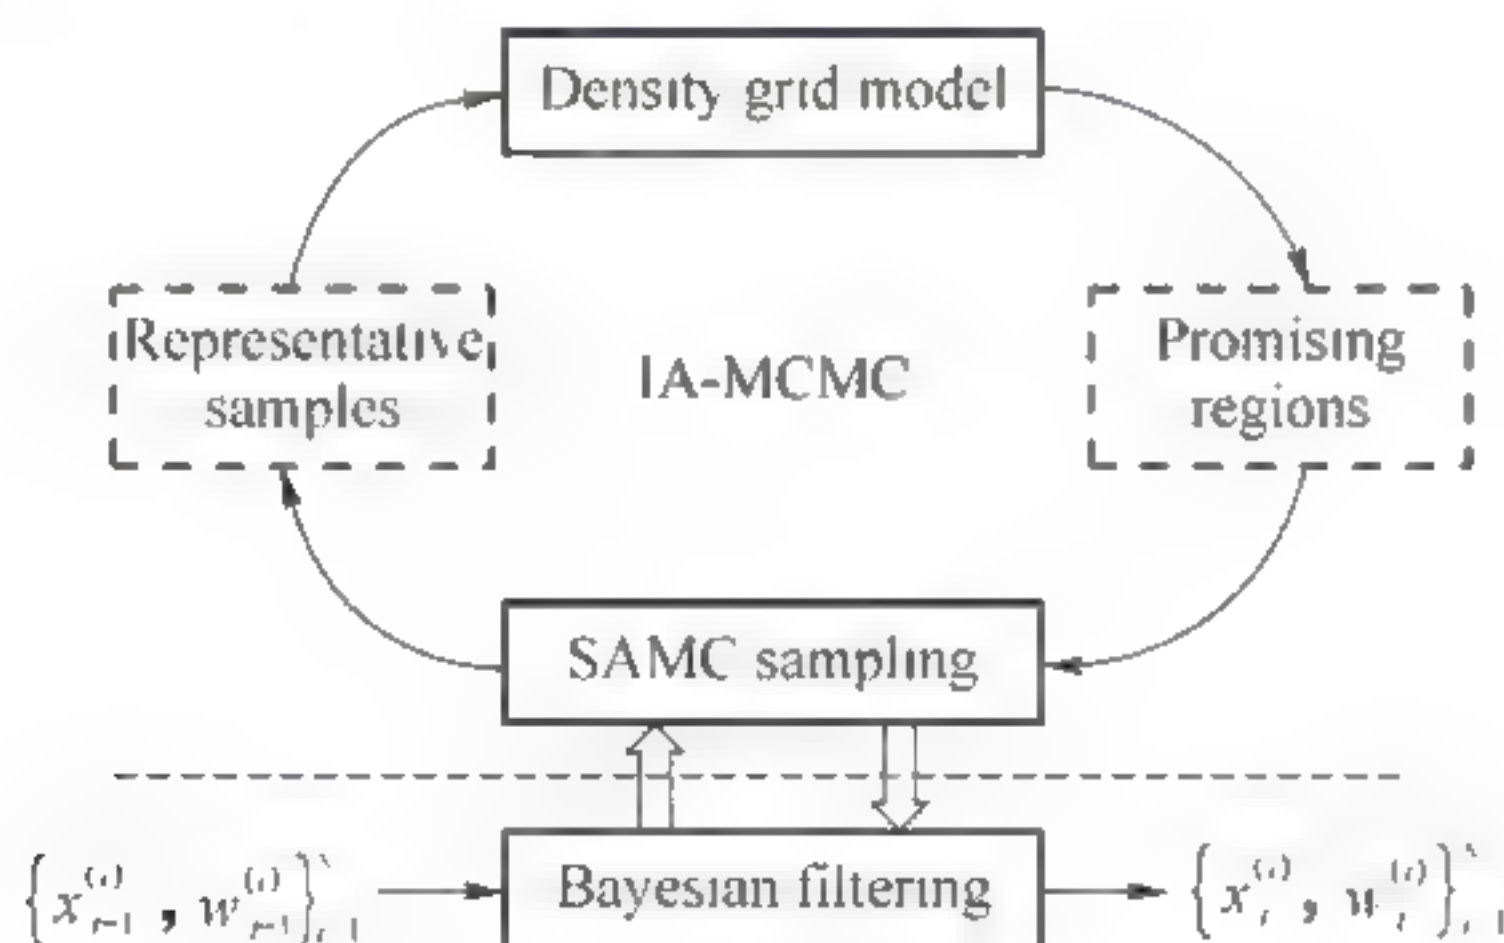 Density grid model
Representative
samples
IA-MCMC
Promising
regions
SAMC sampling
Bayesian filtering